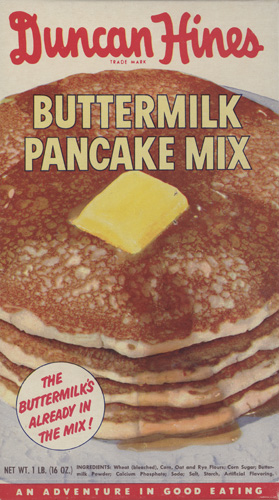 Duncan Hines
TRADE MARK
BUTTERMILK
PANCAKE MIX
THE
BUTTERMILK'S
ALREADY IN
THE MIX!
NET WT. 1 LB. (16 OZ.)
INGREDIENTS: Wheat (bleached), Corn, Oat and Rye Flours; Corn Sugar; Butter-
milk Powder; Calcium Phosphate; Soda; Salt, Starch, Artificial Flavoring.
AN ADVENTURE IN GOOD EATING